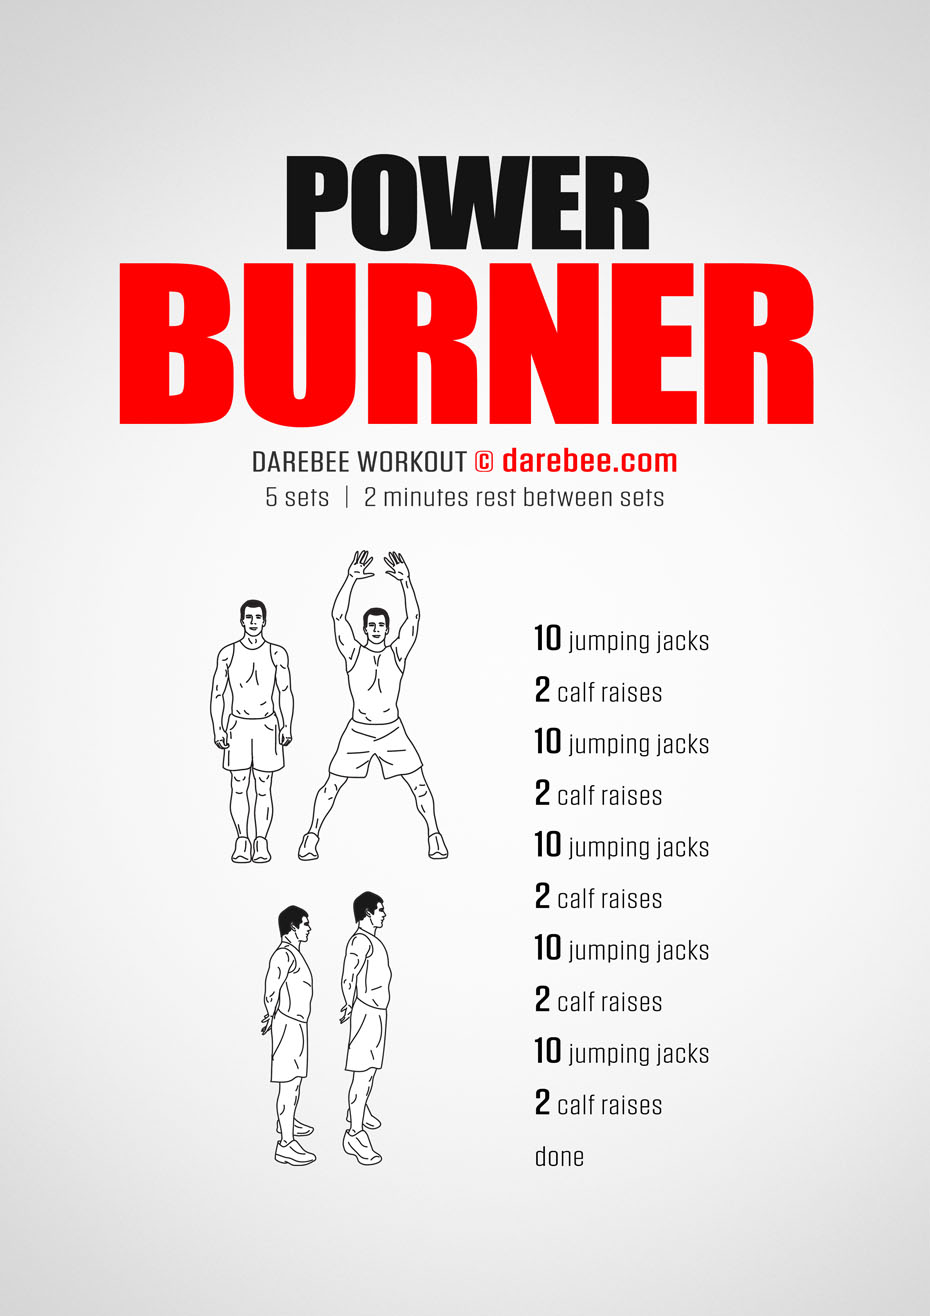 POWER
BURNER
DAREBEE WORKOUT © darebee.com
5 sets | 2 minutes rest between sets
10 jumping jacks
2 calf raises
10 jumping jacks
2 calf raises
10 jumping jacks
2 calf raises
10 jumping jacks
2 calf raises
10 jumping jacks
2 calf raises
done